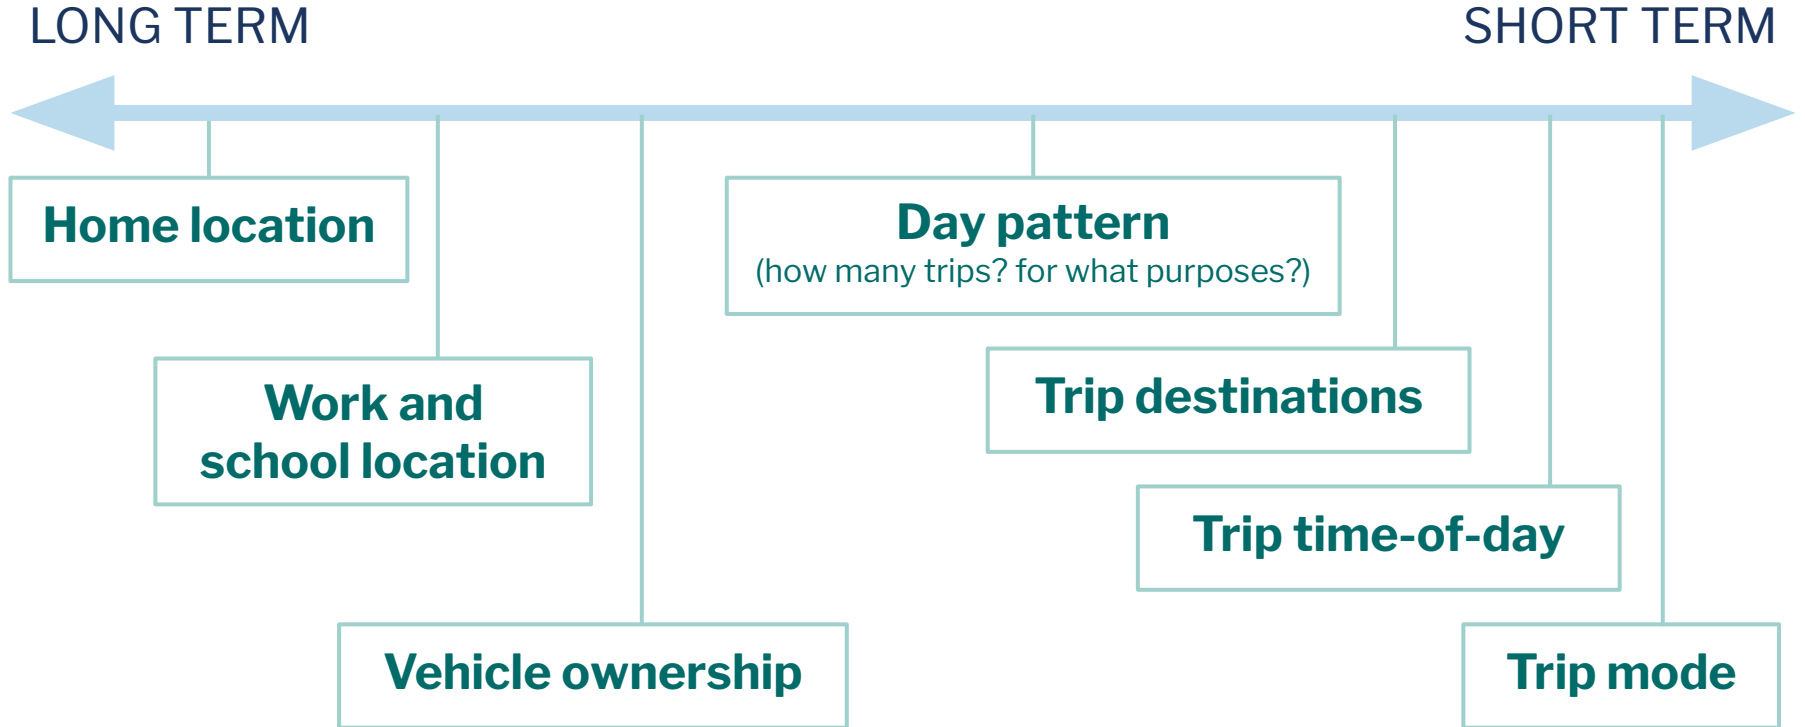 LONG TERM
SHORT TERM
Home location
Day pattern
(how many trips? for what purposes?)
Work and
school location
Trip destinations
Trip time-of-day
Vehicle ownership
Trip mode